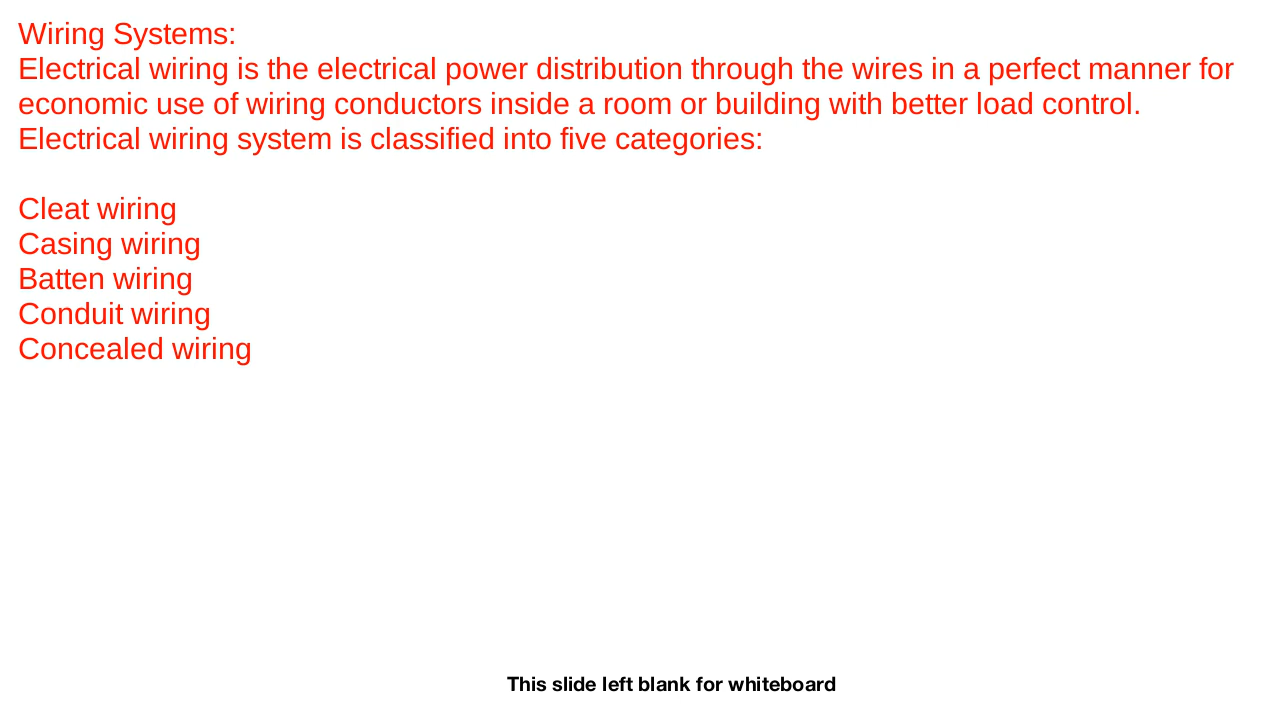 Wiring Systems:
Electrical wiring is the electrical power distribution through the wires in a perfect manner for
economic use of wiring conductors inside a room or building with better load control.
Electrical wiring system is classified into five categories:
Cleat wiring
Casing wiring
Batten wiring
Conduit wiring
Concealed wiring
This slide left blank for whiteboard